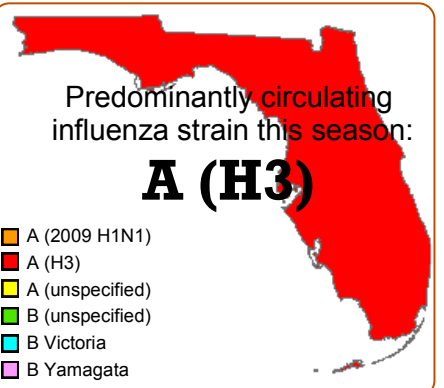 Predominantly circulating
influenza strain this season:
A (H3)
A (2009 H1N1)
A (H3)
A (unspecified)
B (unspecified)
B Victoria
B Yamagata